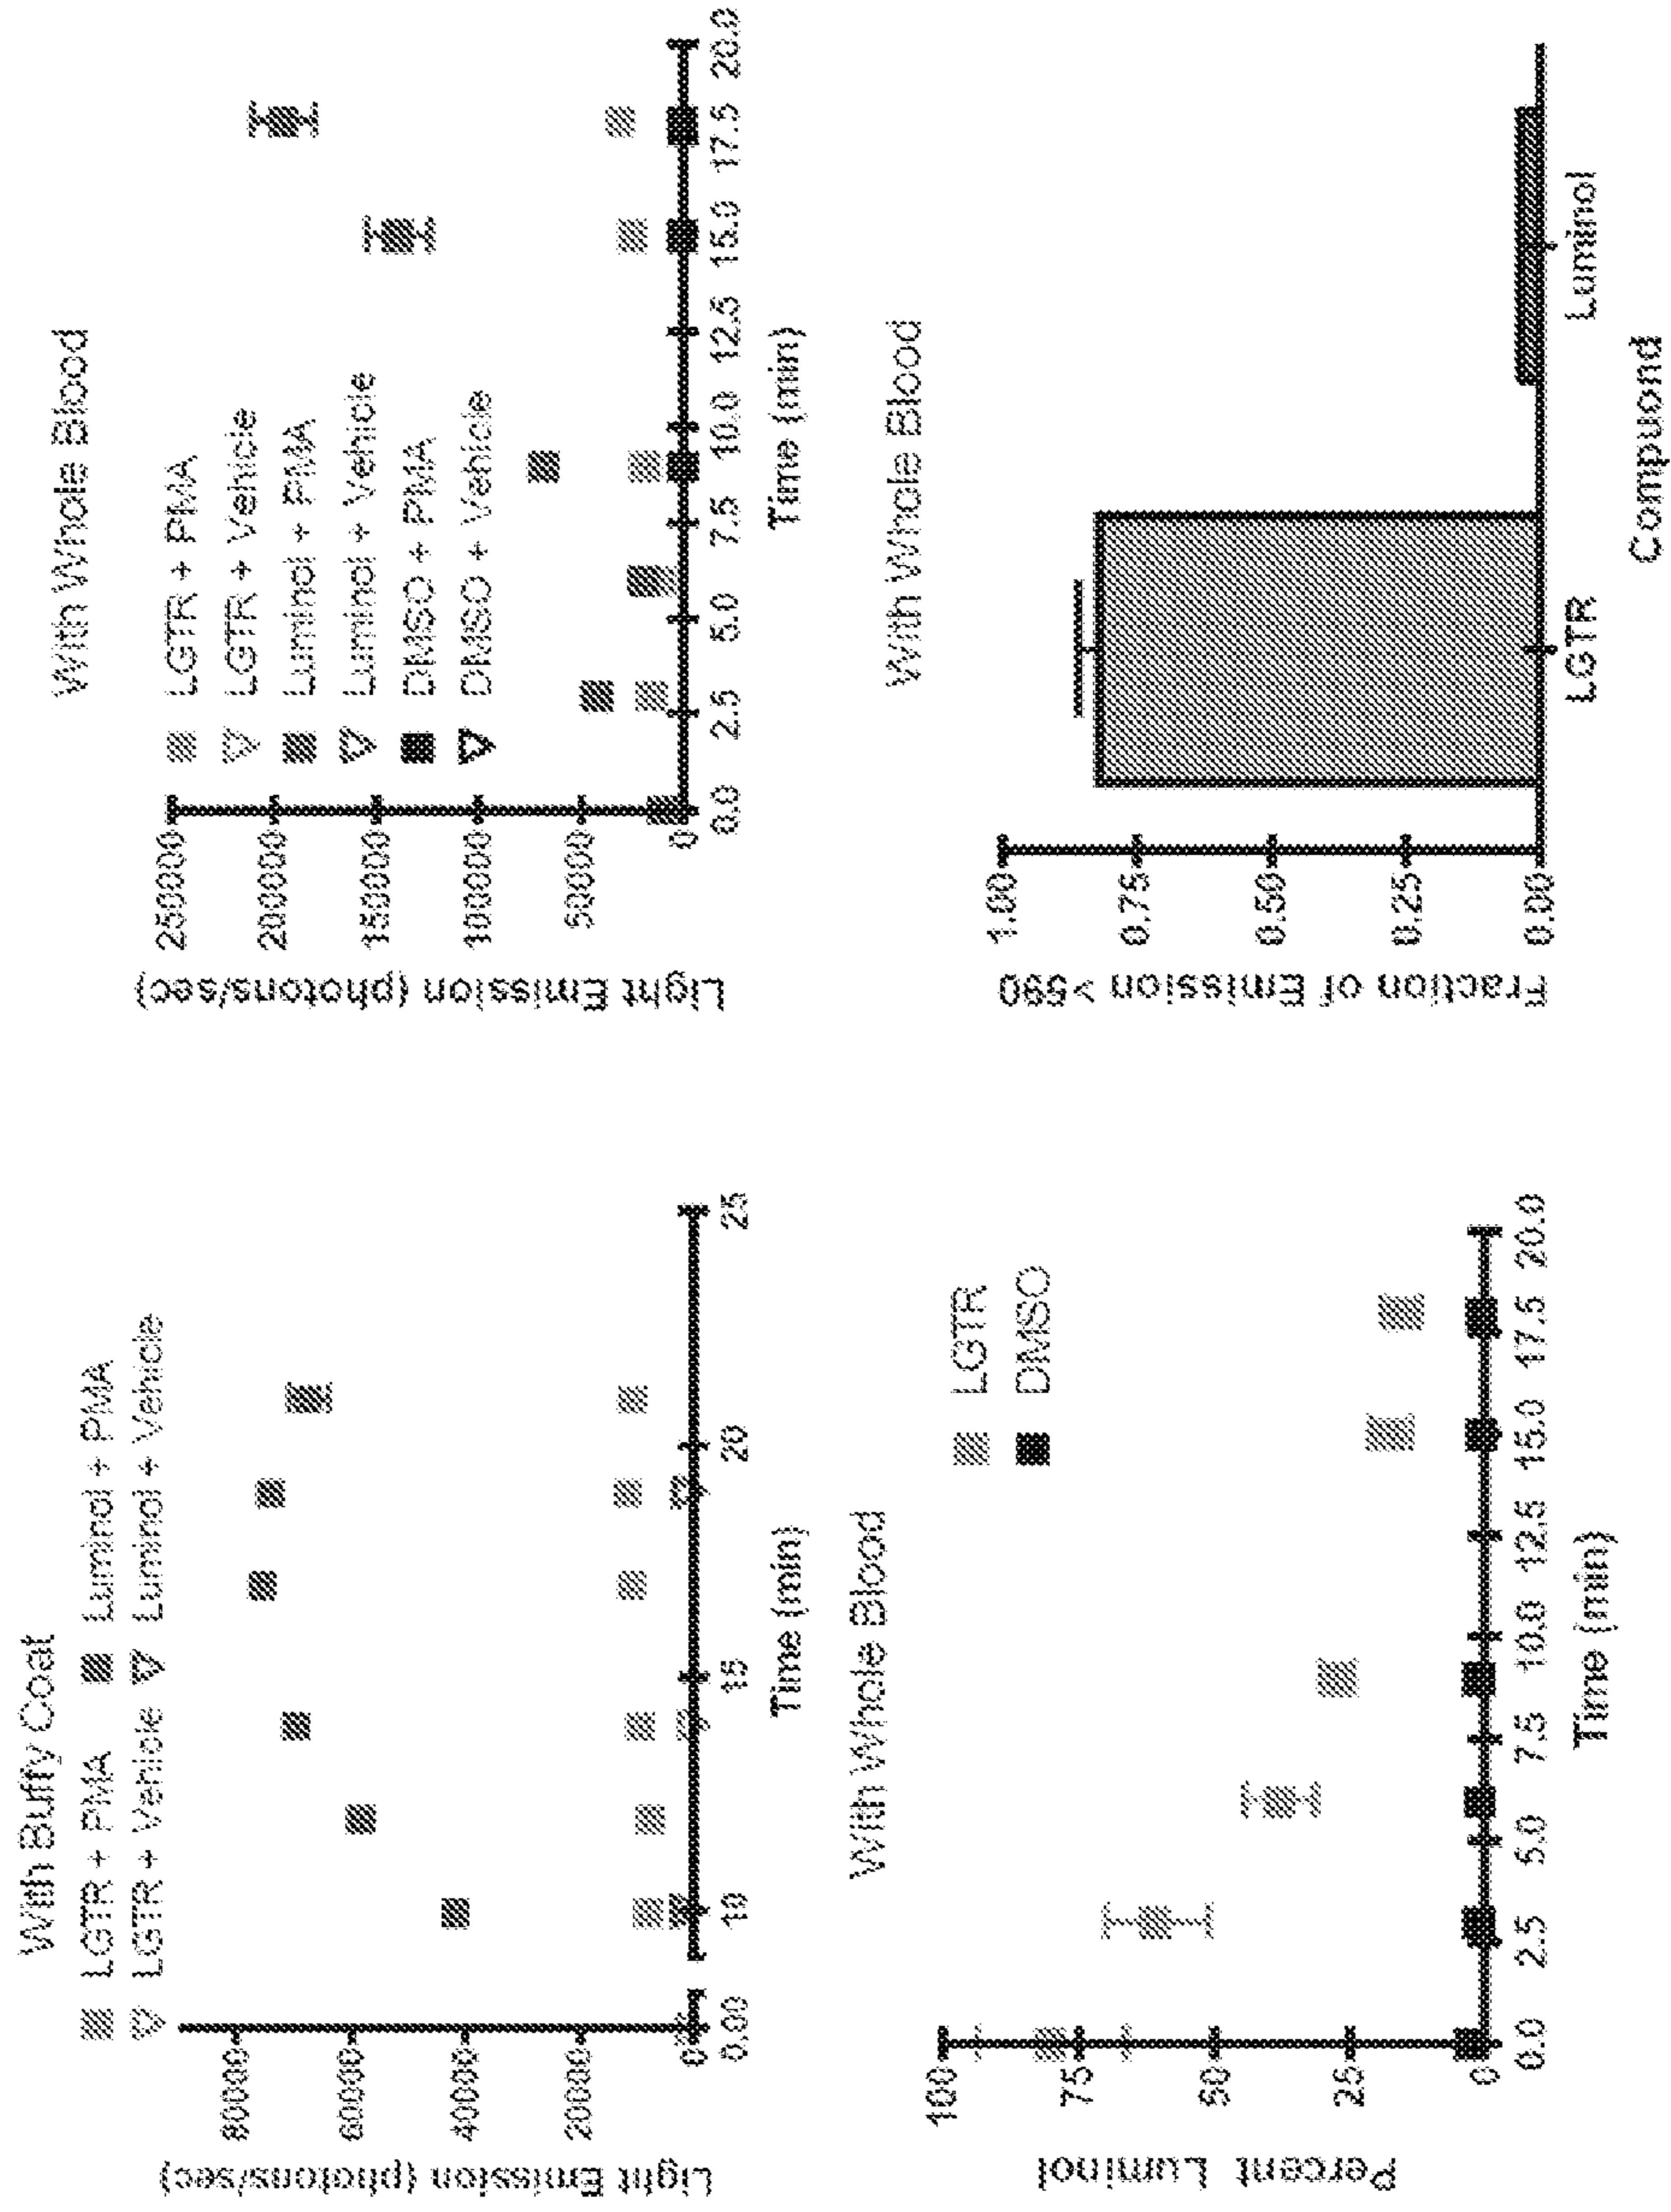 With Buffy Coat
LGTR + PMA
Luminol + PMA
LGTR + Vehicle
Luminol + Vehicle
Light Emission (photons/sec)
80000
60000
40000
20000
0
0.00
10
15
20
25
Time (min)
With Whole Blood
LGTR + PMA
LGTR + Vehicle
Luminol + PMA
Luminol + Vehicle
DMSO + PMA
DMSO + Vehicle
Light Emission (photons/sec)
250000
200000
150000
100000
50000
0
0.0
2.5
5.0
7.5
10.0
12.5
15.0
17.5
20.0
Time (min)
With Whole Blood
LGTR
DMSO
Percent Luminol
100
75
50
25
0
0.0
2.5
5.0
7.5
10.0
12.5
15.0
17.5
20.0
Time (min)
With Whole Blood
Fraction of Emission >590
1.00
0.75
0.50
0.25
0.00
LGTR
Luminol
Compuond